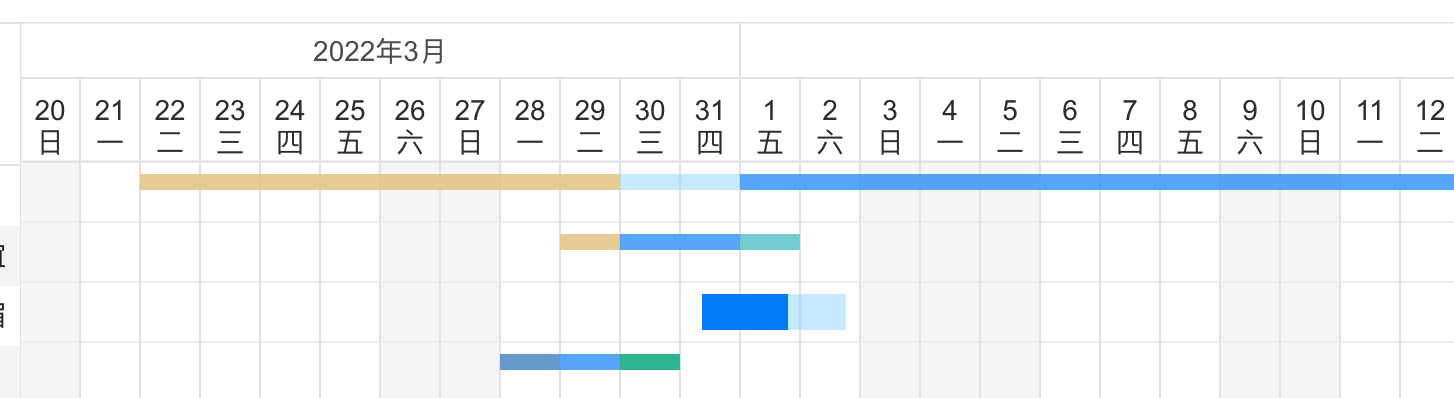 2022年3月
20 21 22 23 24 25 26 27 28 29 30 31 1 2 3 4 5 6 7 8 9 10 11 12
日 一 二 三 四 五 六 日 一 二 三 四 五 六 日 一 二 三 四 五 六 日 一 二